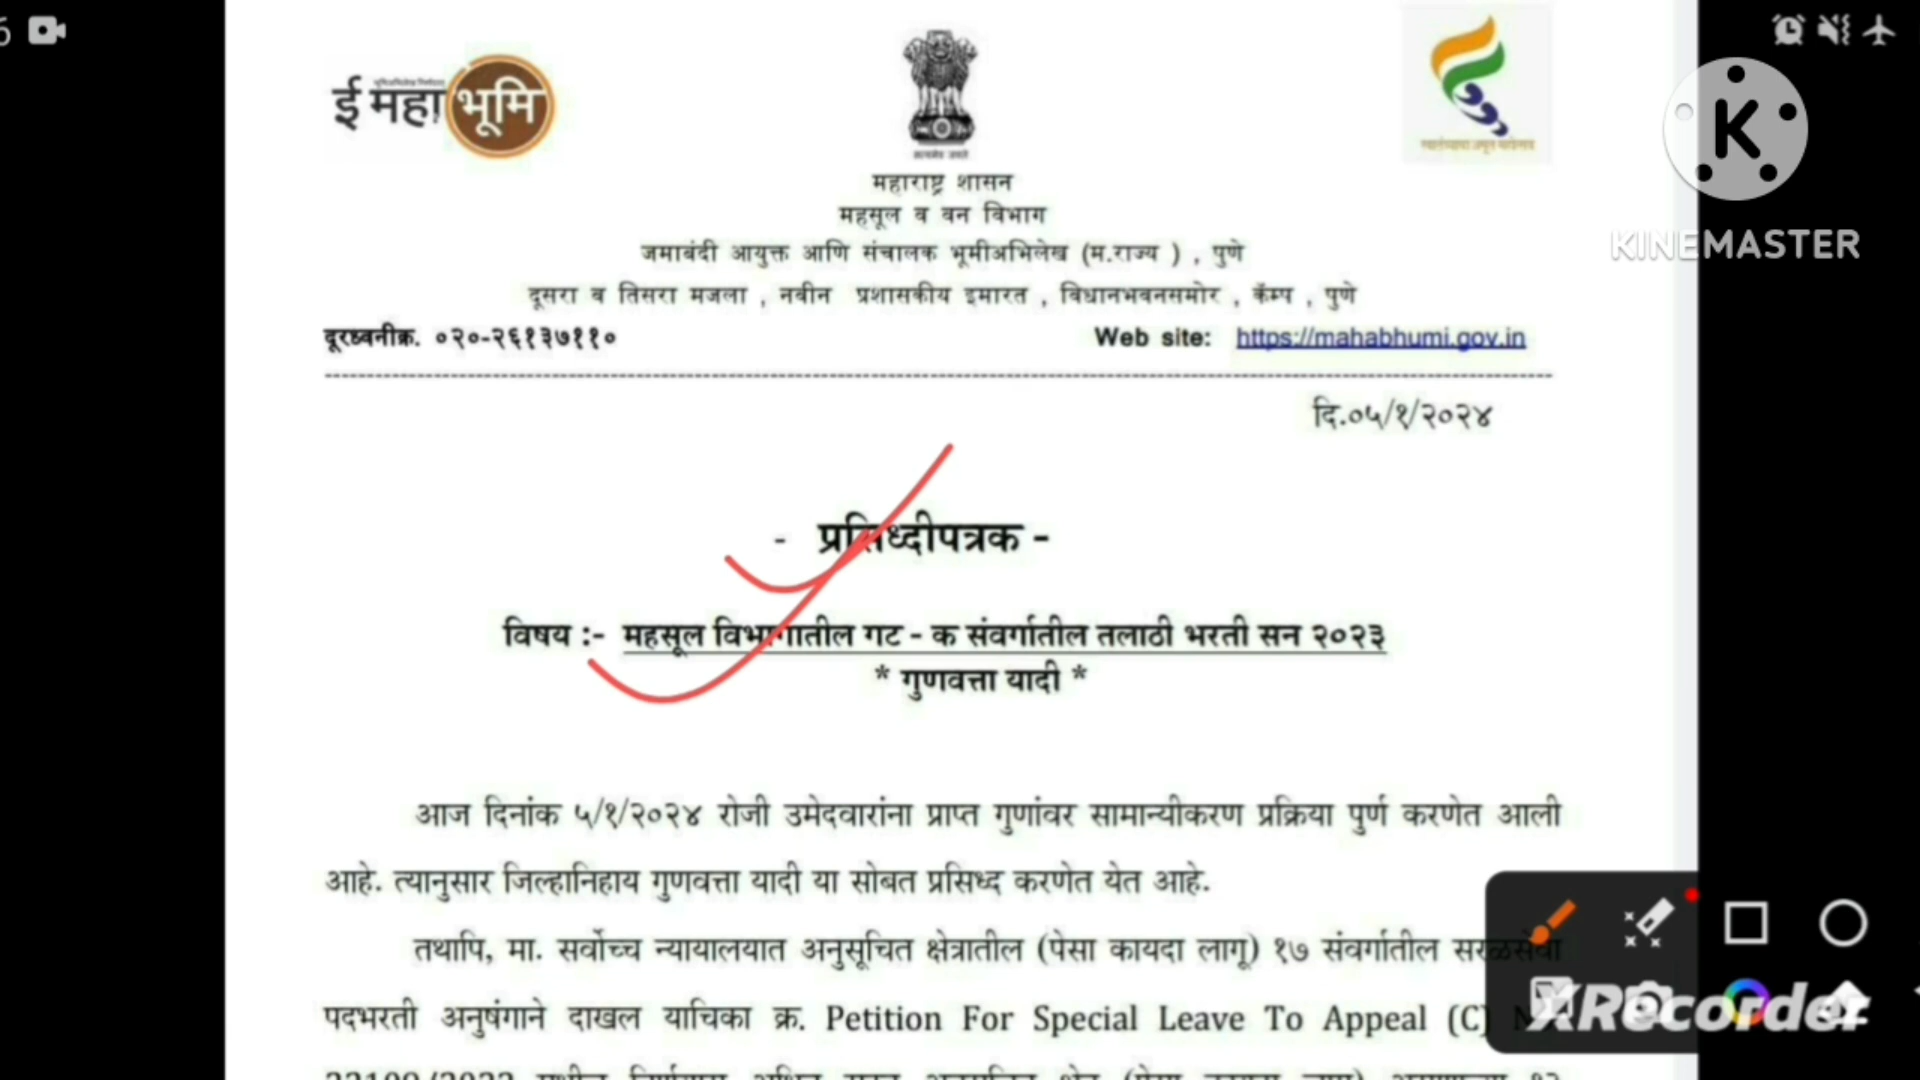 ई महाभूमि
KINEMASTER
महाराष्ट्र शासन
महसूल व वन विभाग
जमाबंदी आयुक्त आणि संचालक भूमीअभिलेख (म.राज्य ) , पुणे
दूसरा व तिसरा मजला , नवीन प्रशासकीय इमारत , विधानभवनसमोर , कॅम्प , पुणे
दूरध्वनीक्र. ०२०-२६१३७११० Web site: https://mahabhumi.gov.in
दि.०५/१/२०२४
- प्रसिध्दीपत्रक -
विषय :- महसूल विभागातील गट - क संवर्गातील तलाठी भरती सन २०२३
* गुणवत्ता यादी *
आज दिनांक ५/१/२०२४ रोजी उमेदवारांना प्राप्त गुणांवर सामान्यीकरण प्रक्रिया पुर्ण करणेत आली
आहे. त्यानुसार जिल्हानिहाय गुणवत्ता यादी या सोबत प्रसिध्द करणेत येत आहे.
तथापि, मा. सर्वोच्च न्यायालयात अनुसूचित क्षेत्रातील (पेसा कायदा लागू) १७ संवर्गातील सरळसेवा
पदभरती अनुषंगाने दाखल याचिका क्र. Petition For Special Leave To Appeal (C)
XRecorder